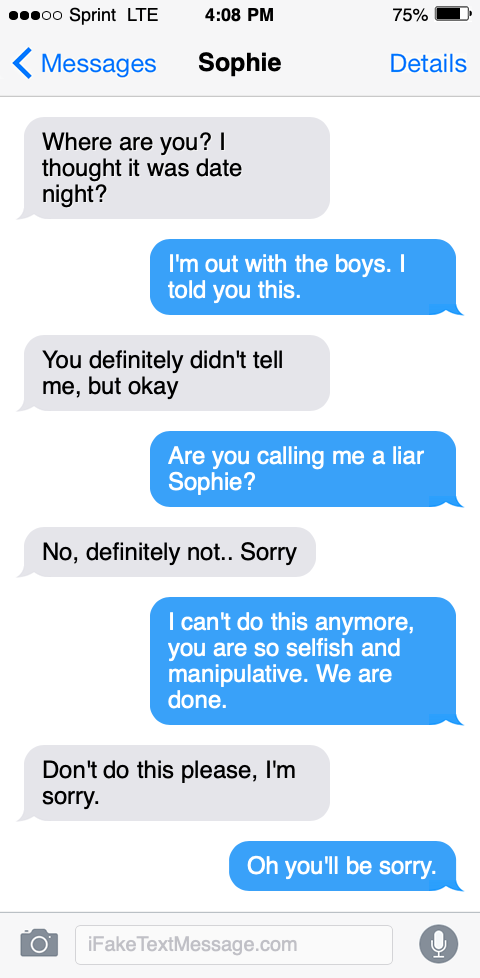 Sprint LTE 4:08 PM 75%
Messages Sophie Details
Where are you? I
thought it was date
night?
I'm out with the boys. I
told you this.
You definitely didn't tell
me, but okay
Are you calling me a liar
Sophie?
No, definitely not.. Sorry
I can't do this anymore,
you are so selfish and
manipulative. We are
done.
Don't do this please, I'm
sorry.
Oh you'll be sorry.
iFakeTextMessage.com